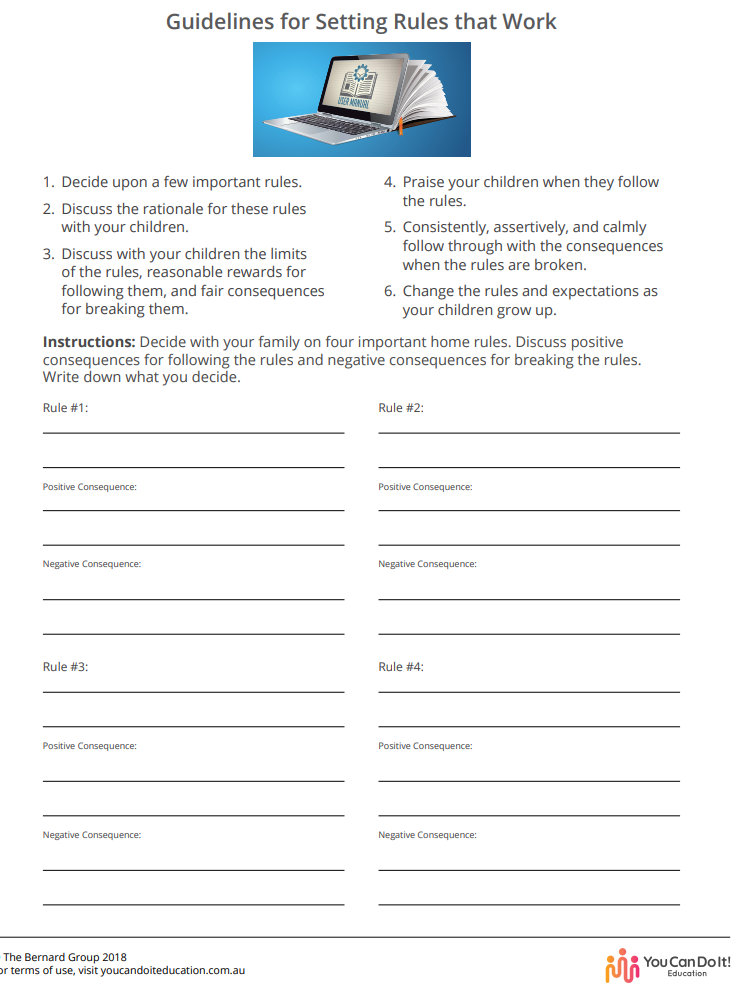 Guidelines for Setting Rules that Work
USER MANUAL
1. Decide upon a few important rules.
2. Discuss the rationale for these rules
with your children.
3. Discuss with your children the limits
of the rules, reasonable rewards for
following them, and fair consequences
for breaking them.
4. Praise your children when they follow
the rules.
5. Consistently, assertively, and calmly
follow through with the consequences
when the rules are broken.
6. Change the rules and expectations as
your children grow up.
Instructions: Decide with your family on four important home rules. Discuss positive
consequences for following the rules and negative consequences for breaking the rules.
Write down what you decide.
Rule #1:
Positive Consequence:
Negative Consequence:
Rule #2:
Positive Consequence:
Negative Consequence:
Rule #3:
Positive Consequence:
Negative Consequence:
Rule #4:
Positive Consequence:
Negative Consequence:
The Bernard Group 2018
or terms of use, visit youcandoiteducation.com.au
You Can Do It!
Education